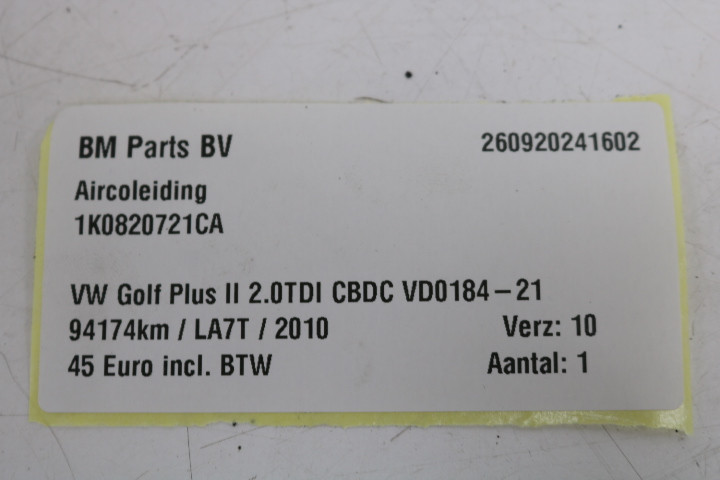 BM Parts BV 260920241602
Aircoleiding
1K0820721CA
VW Golf Plus II 2.0TDI CBDC VD0184-21
94174km / LA7T / 2010 Verz: 10
45 Euro incl. BTW Aantal: 1